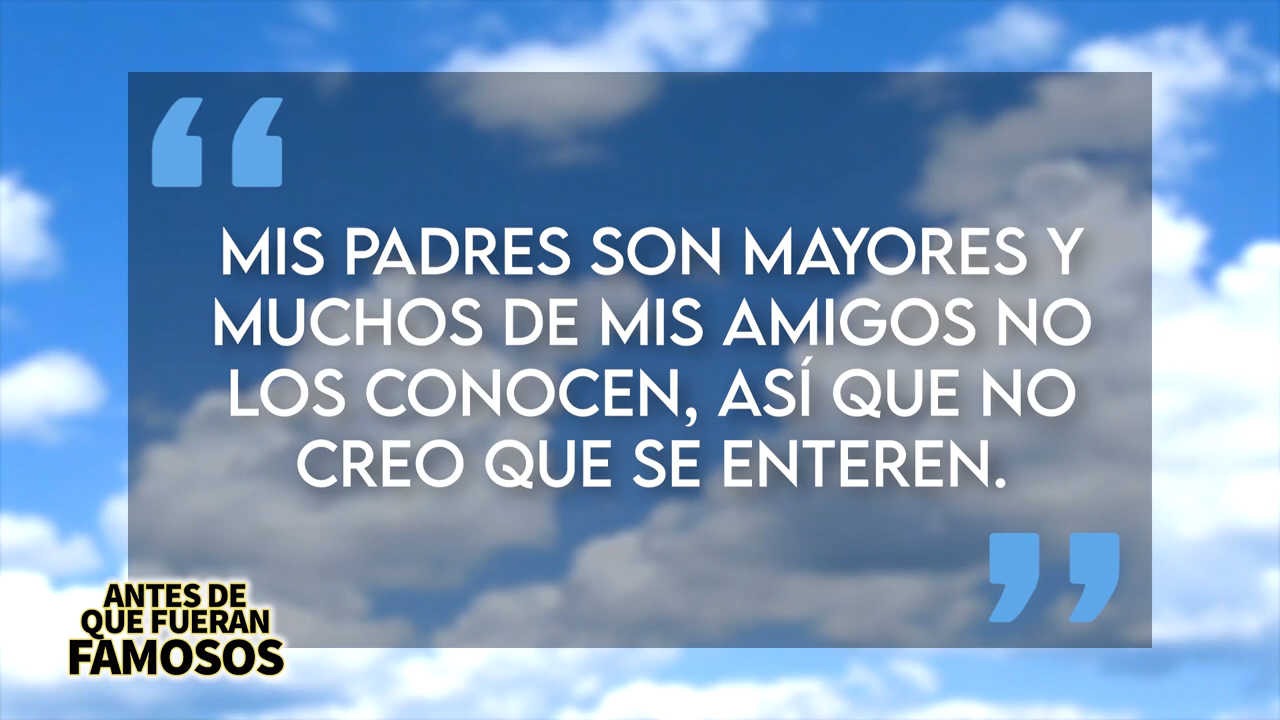 “
MIS PADRES SON MAYORES Y
MUCHOS DE MIS AMIGOS NO
LOS CONOCEN, ASÍ QUE NO
CREO QUE SE ENTEREN.
”
ANTES DE
QUE FUERAN
FAMOSOS